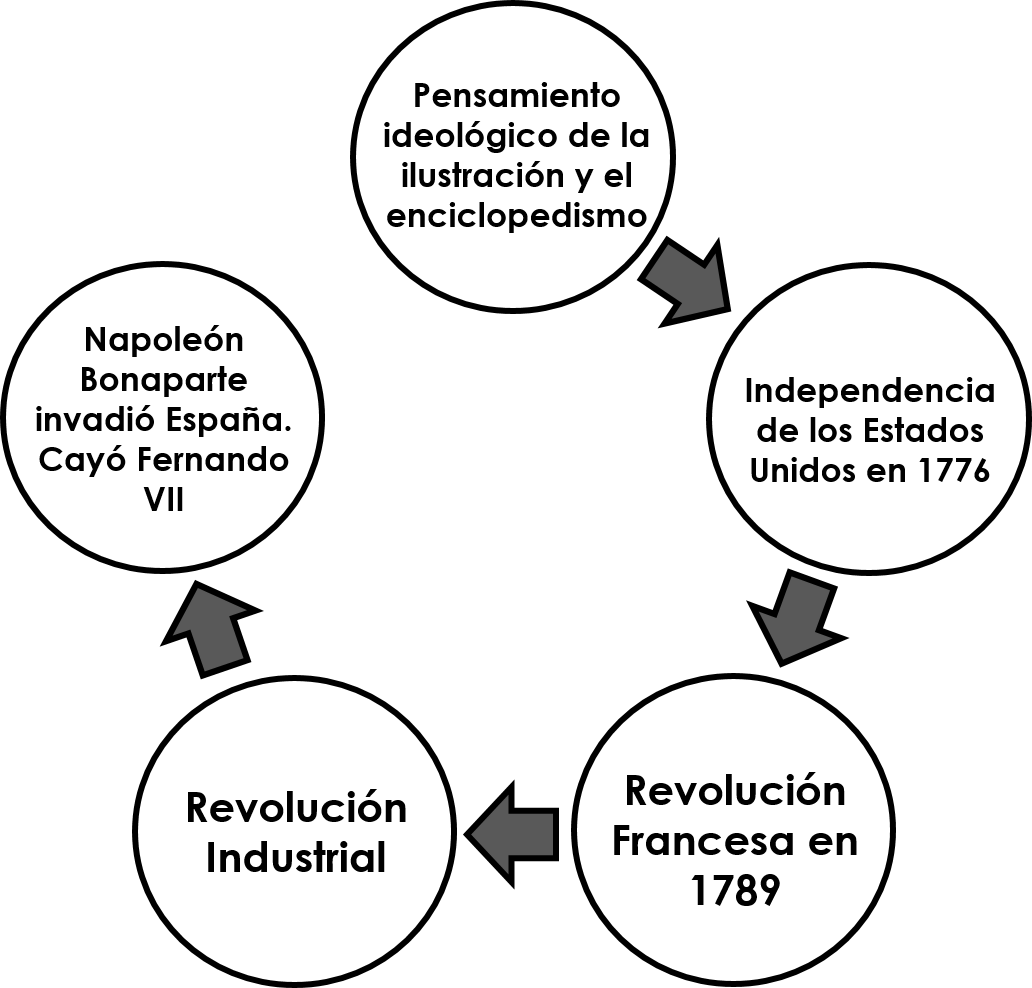 Pensamiento
ideológico de la
ilustración y el
enciclopedismo
Independencia
de los Estados
Unidos en 1776
Revolución
Francesa en
1789
Revolución
Industrial
Napoleón
Bonaparte
invadió España.
Cayó Fernando
VII